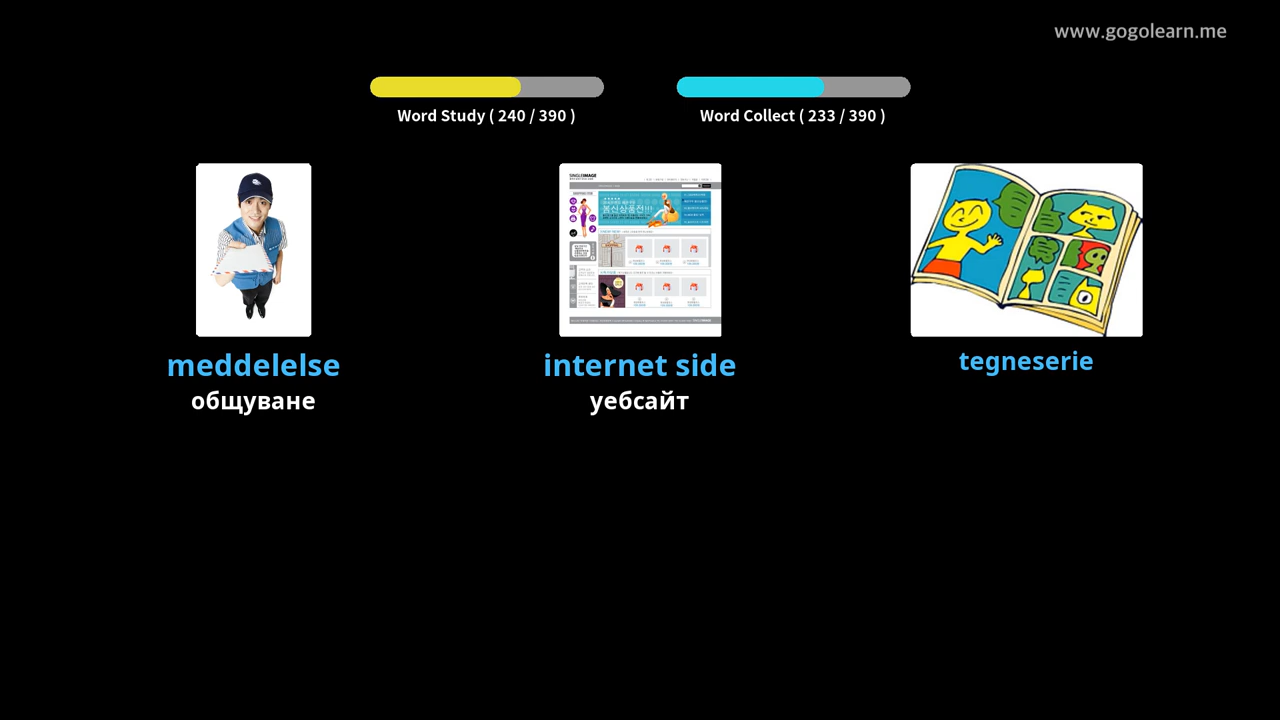 www.gogolearn.me
Word Study ( 240 / 390 )
Word Collect ( 233 / 390 )
meddelelse
internet side
tegneserie
общуване
уебсайт